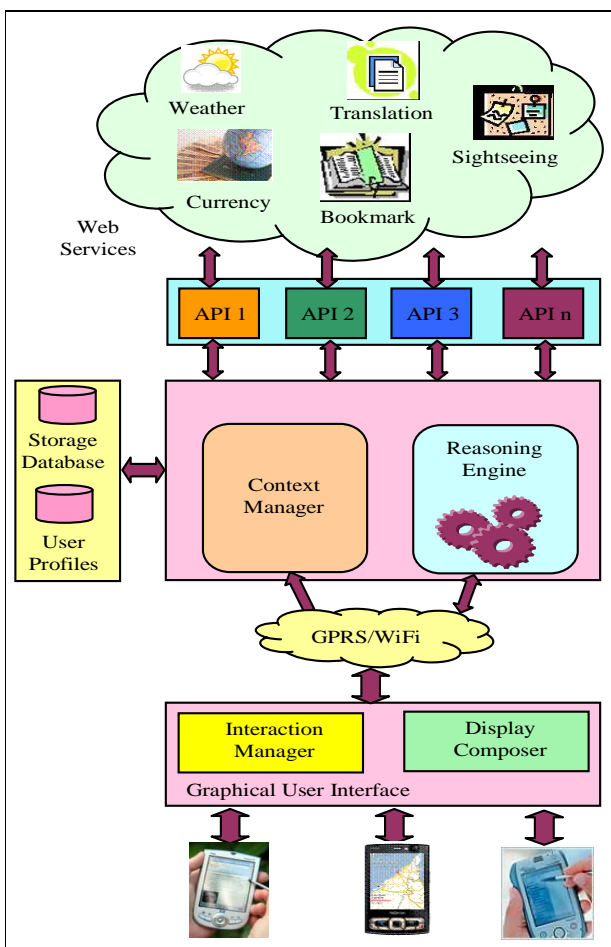 Weather
Translation
Sightseeing
Currency
Bookmark
Web
Services
API 1
API 2
API 3
API n
Storage
Database
User
Profiles
Context
Manager
Reasoning
Engine
GPRS/WiFi
Interaction
Manager
Display
Composer
Graphical User Interface